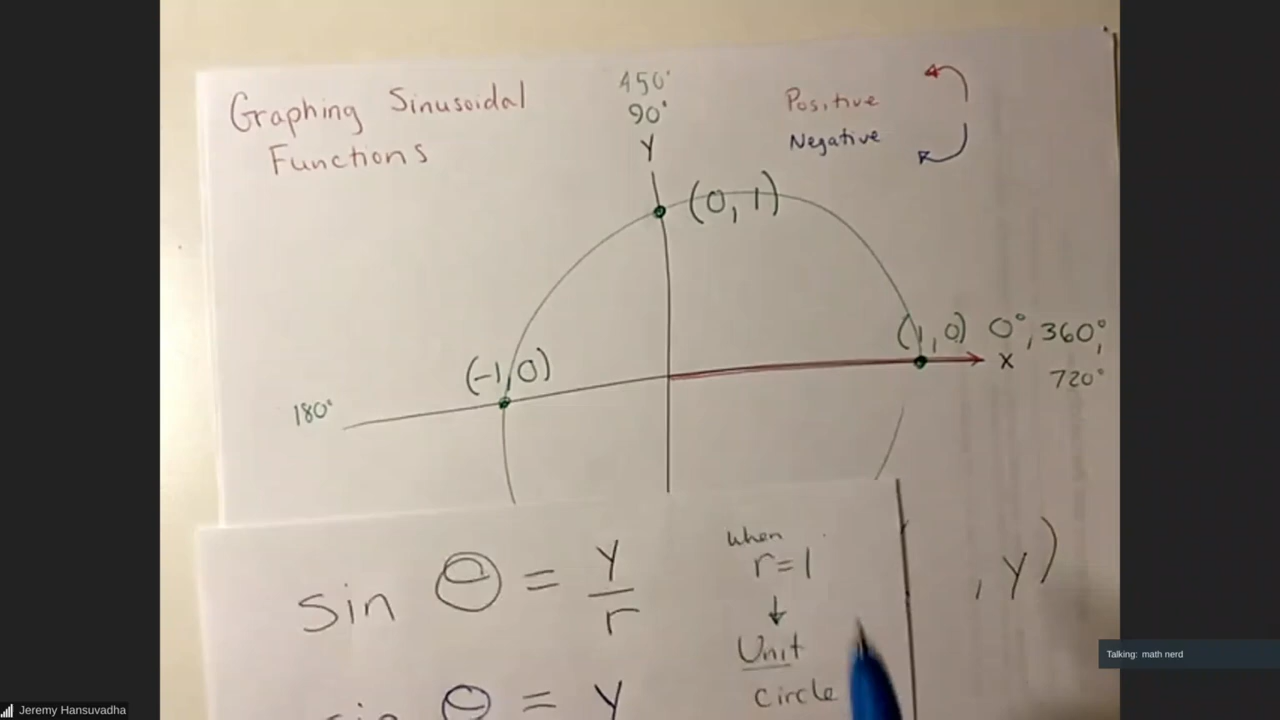 Graphing Sinusoidal
Functions
450°
90°
Y
Positive
Negative
(0, 1)
(1, 0) 0°, 360°,
X
720°
(-1, 0)
180°
sin Θ = y/r
when
r=1
↓
Unit
circle
, y)
sin Θ = y
Talking: math nerd
Jeremy Hansuvadha